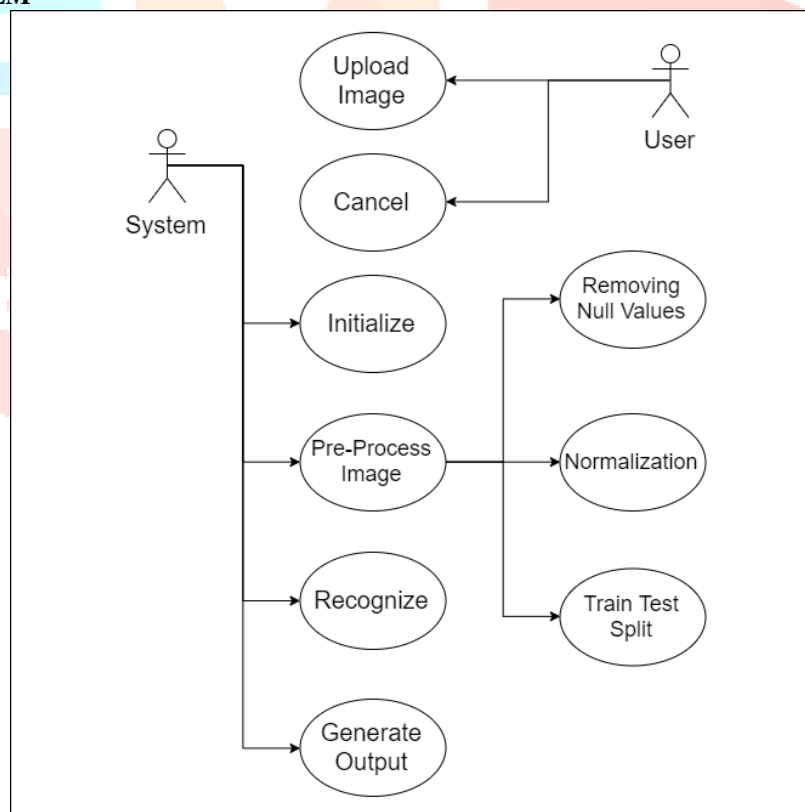 Upload
Image
User
System
Cancel
Initialize
Removing
Null Values
Pre-Process
Image
Normalization
Recognize
Train Test
Split
Generate
Output